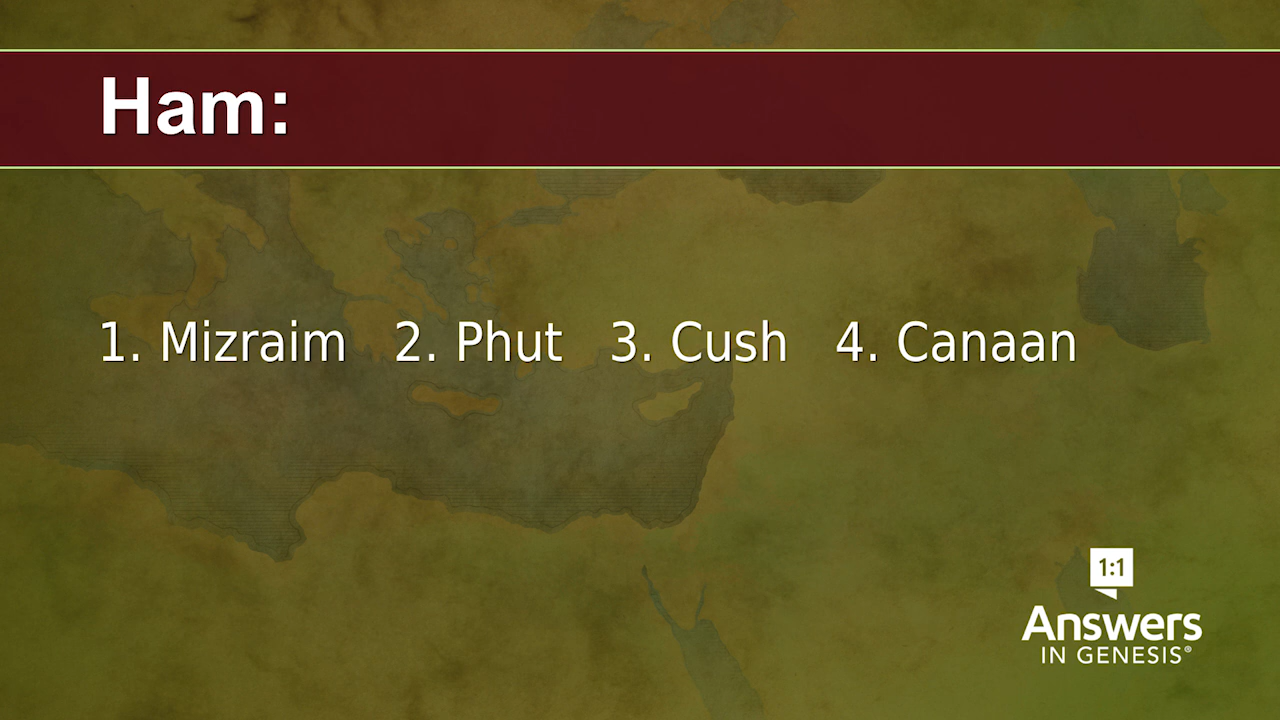 Ham:
1. Mizraim 2. Phut 3. Cush 4. Canaan
1:1
Answers
IN GENESIS®